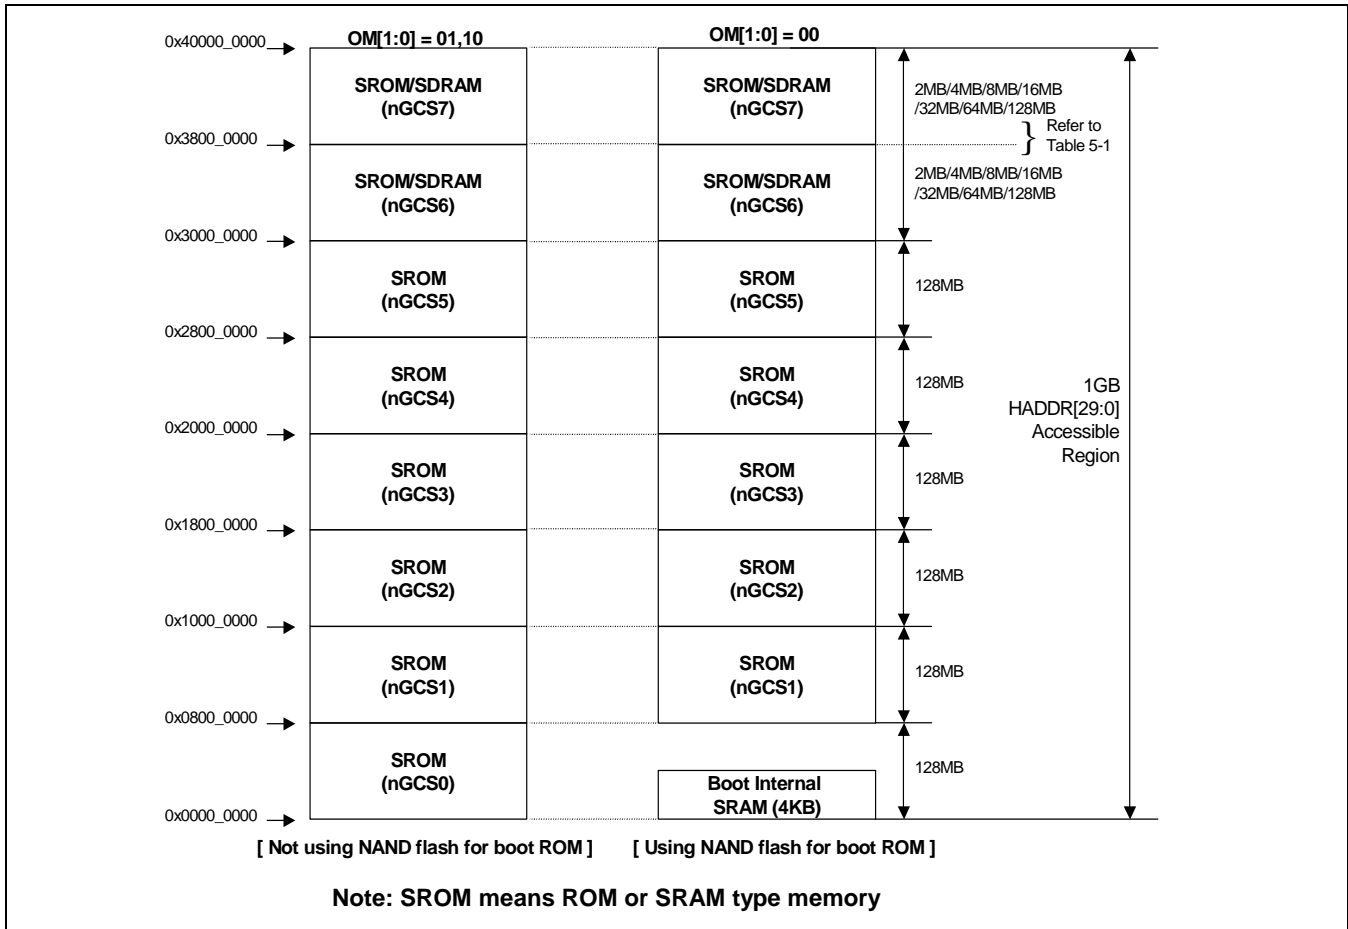 OM[1:0] = 01,10
OM[1:0] = 00
0x40000_0000
SROM/SDRAM
(nGCS7)
SROM/SDRAM
(nGCS7)
2MB/4MB/8MB/16MB
/32MB/64MB/128MB
Refer to
Table 5-1
0x3800_0000
SROM/SDRAM
(nGCS6)
SROM/SDRAM
(nGCS6)
2MB/4MB/8MB/16MB
/32MB/64MB/128MB
0x3000_0000
SROM
(nGCS5)
SROM
(nGCS5)
128MB
0x2800_0000
SROM
(nGCS4)
SROM
(nGCS4)
128MB
1GB
HADDR[29:0]
Accessible
Region
0x2000_0000
SROM
(nGCS3)
SROM
(nGCS3)
128MB
0x1800_0000
SROM
(nGCS2)
SROM
(nGCS2)
128MB
0x1000_0000
SROM
(nGCS1)
SROM
(nGCS1)
128MB
0x0800_0000
SROM
(nGCS0)
Boot Internal
SRAM (4KB)
128MB
0x0000_0000
[ Not using NAND flash for boot ROM ]
[ Using NAND flash for boot ROM ]
Note: SROM means ROM or SRAM type memory